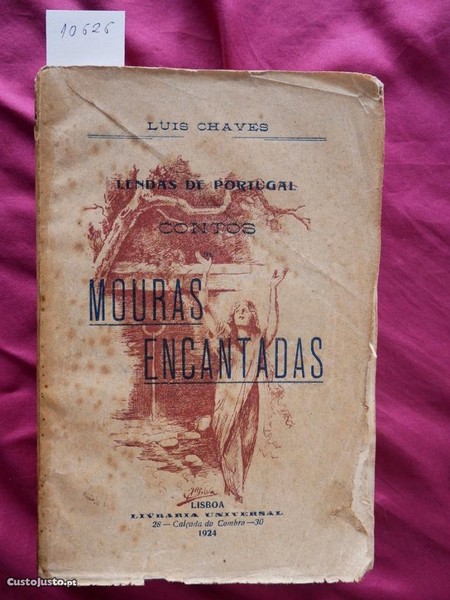 10626
LUIS CHAVES
LENDAS DE PORTUGAL
CONTOS
MOURAS
ENCANTADAS
LISBOA
LIVRARIA UNIVERSAL
28 — Calçada do Combro — 30
1924
CustoJusto.pt